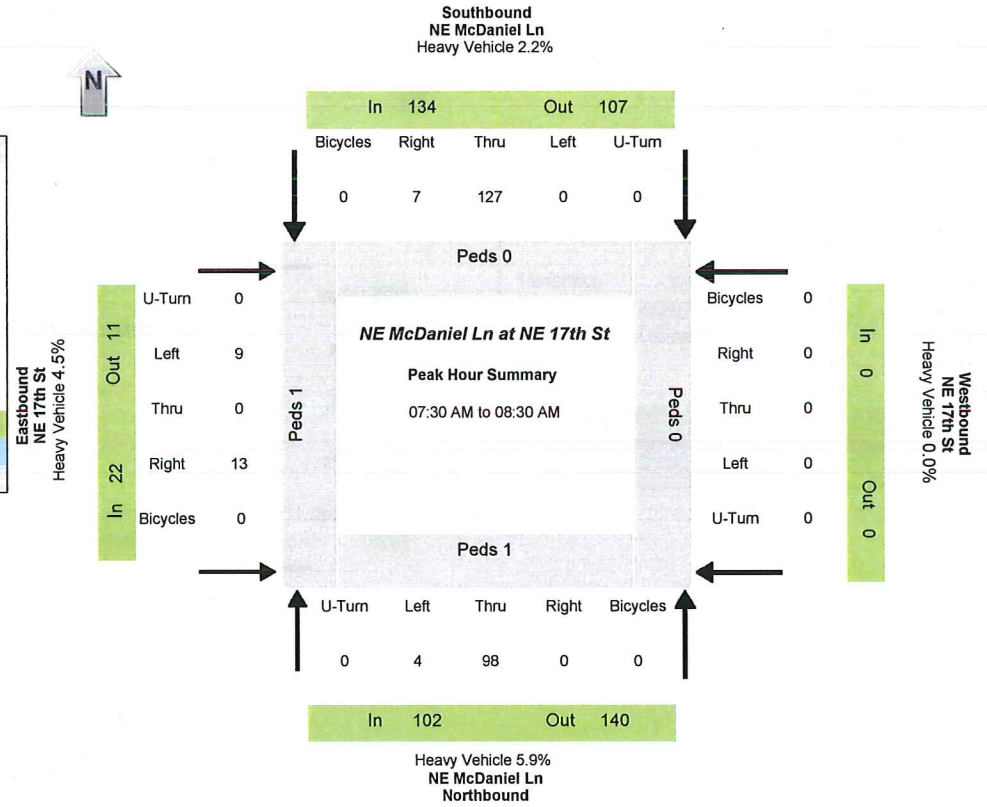 Southbound
NE McDaniel Ln
Heavy Vehicle 2.2%
N
In 134 Out 107
Bicycles Right Thru Left U-Turn
0 7 127 0 0
Peds 0
Eastbound
NE 17th St
Heavy Vehicle 4.5%
Out 11
In 22
U-Turn 0
Left 9
Thru 0
Right 13
Bicycles 0
Peds 1
NE McDaniel Ln at NE 17th St
Peak Hour Summary
07:30 AM to 08:30 AM
Peds 0
Bicycles 0
Right 0
Thru 0
Left 0
U-Turn 0
In 0
Out 0
Westbound
NE 17th St
Heavy Vehicle 0.0%
Peds 1
U-Turn Left Thru Right Bicycles
0 4 98 0 0
In 102 Out 140
Heavy Vehicle 5.9%
NE McDaniel Ln
Northbound